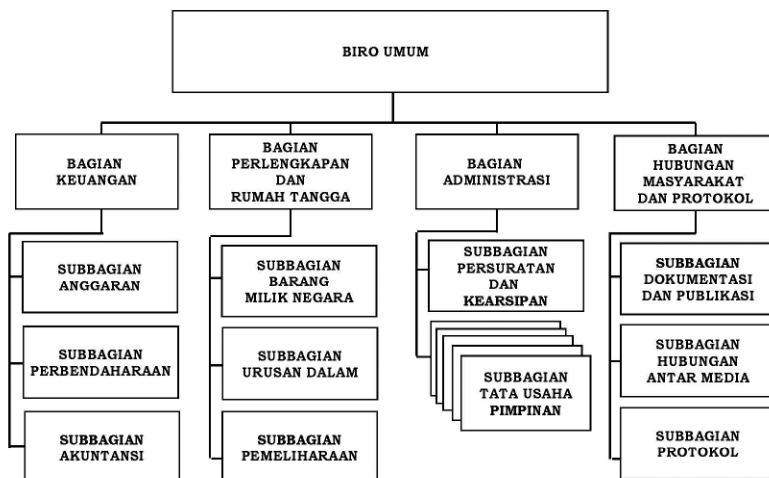 BIRO UMUM
BAGIAN
KEUANGAN
BAGIAN
PERLENGKAPAN
DAN
RUMAH TANGGA
BAGIAN
ADMINISTRASI
BAGIAN
HUBUNGAN
MASYARAKAT
DAN PROTOKOL
SUBBAGIAN
ANGGARAN
SUBBAGIAN
PERBENDAHARAAN
SUBBAGIAN
AKUNTANSI
SUBBAGIAN
BARANG
MILIK NEGARA
SUBBAGIAN
URUSAN DALAM
SUBBAGIAN
PEMELIHARAAN
SUBBAGIAN
PERSURATAN
DAN
KEARSIPAN
SUBBAGIAN
TATA USAHA
PIMPINAN
SUBBAGIAN
DOKUMENTASI
DAN PUBLIKASI
SUBBAGIAN
HUBUNGAN
ANTAR MEDIA
SUBBAGIAN
PROTOKOL